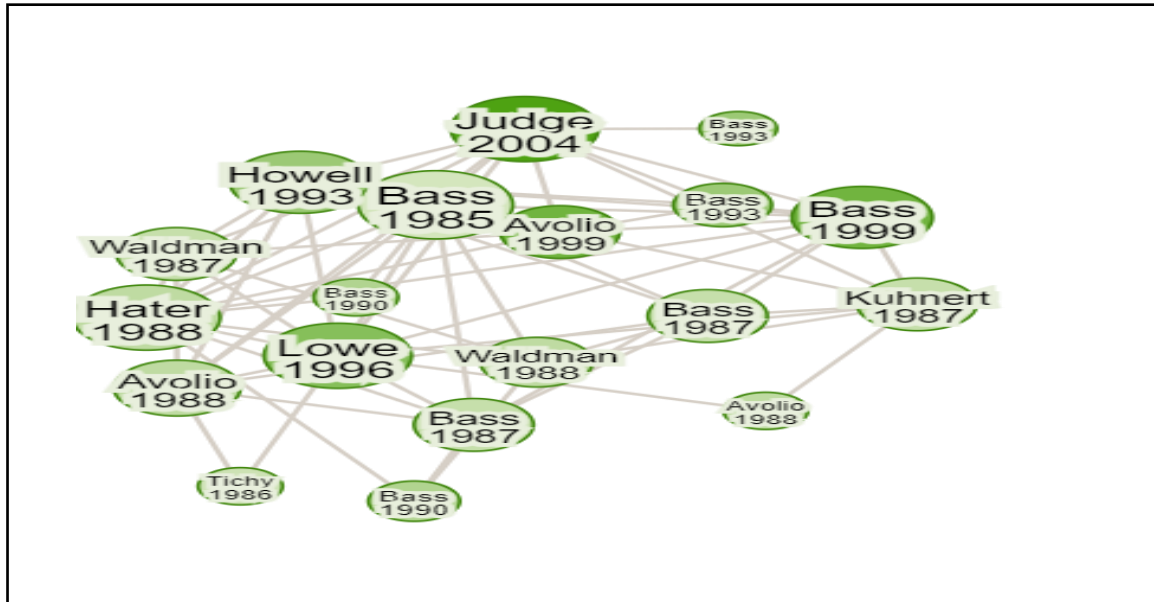 Judge
2004
Bass
1993
Howell
1993
Bass
1985
Bass
1993
Bass
1999
Avolio
1999
Waldman
1987
Bass
1990
Kuhnert
1987
Hater
1988
Bass
1987
Lowe
1996
Waldman
1988
Avolio
1988
Avolio
1988
Bass
1987
Tichy
1986
Bass
1990